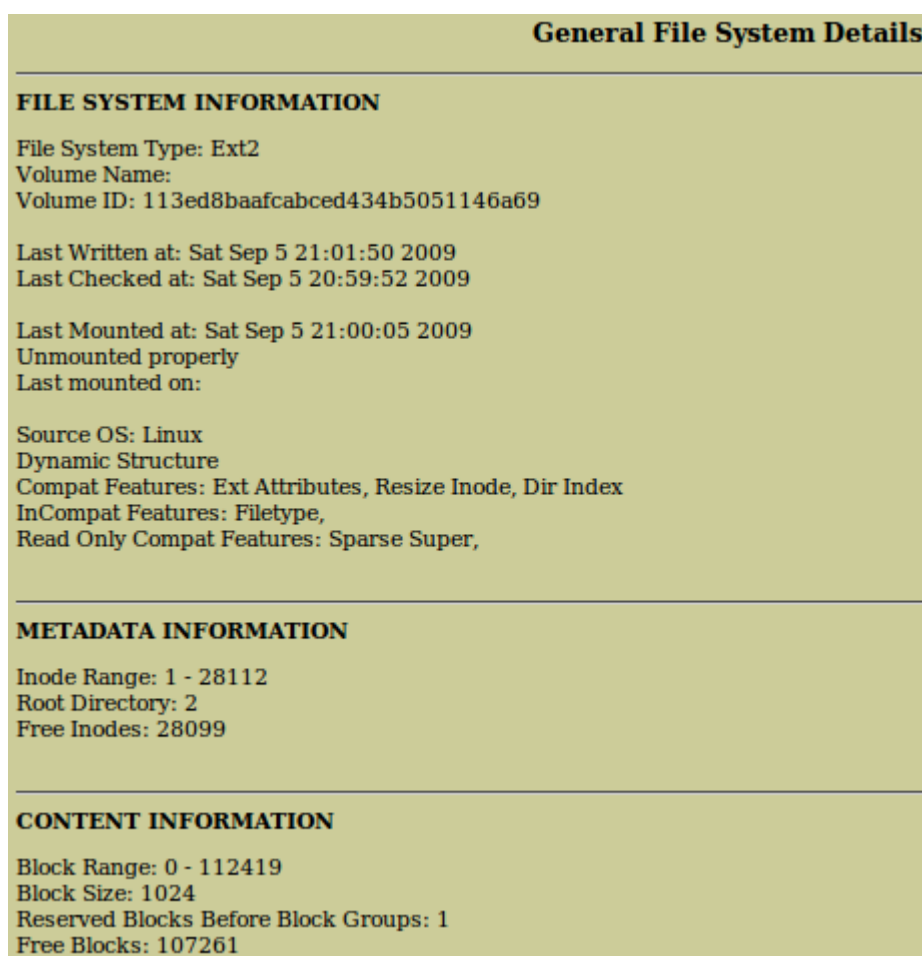 General File System Details
FILE SYSTEM INFORMATION
File System Type: Ext2
Volume Name:
Volume ID: 113ed8baafcabced434b5051146a69
Last Written at: Sat Sep 5 21:01:50 2009
Last Checked at: Sat Sep 5 20:59:52 2009
Last Mounted at: Sat Sep 5 21:00:05 2009
Unmounted properly
Last mounted on:
Source OS: Linux
Dynamic Structure
Compat Features: Ext Attributes, Resize Inode, Dir Index
InCompat Features: Filetype,
Read Only Compat Features: Sparse Super,
METADATA INFORMATION
Inode Range: 1 - 28112
Root Directory: 2
Free Inodes: 28099
CONTENT INFORMATION
Block Range: 0 - 112419
Block Size: 1024
Reserved Blocks Before Block Groups: 1
Free Blocks: 107261